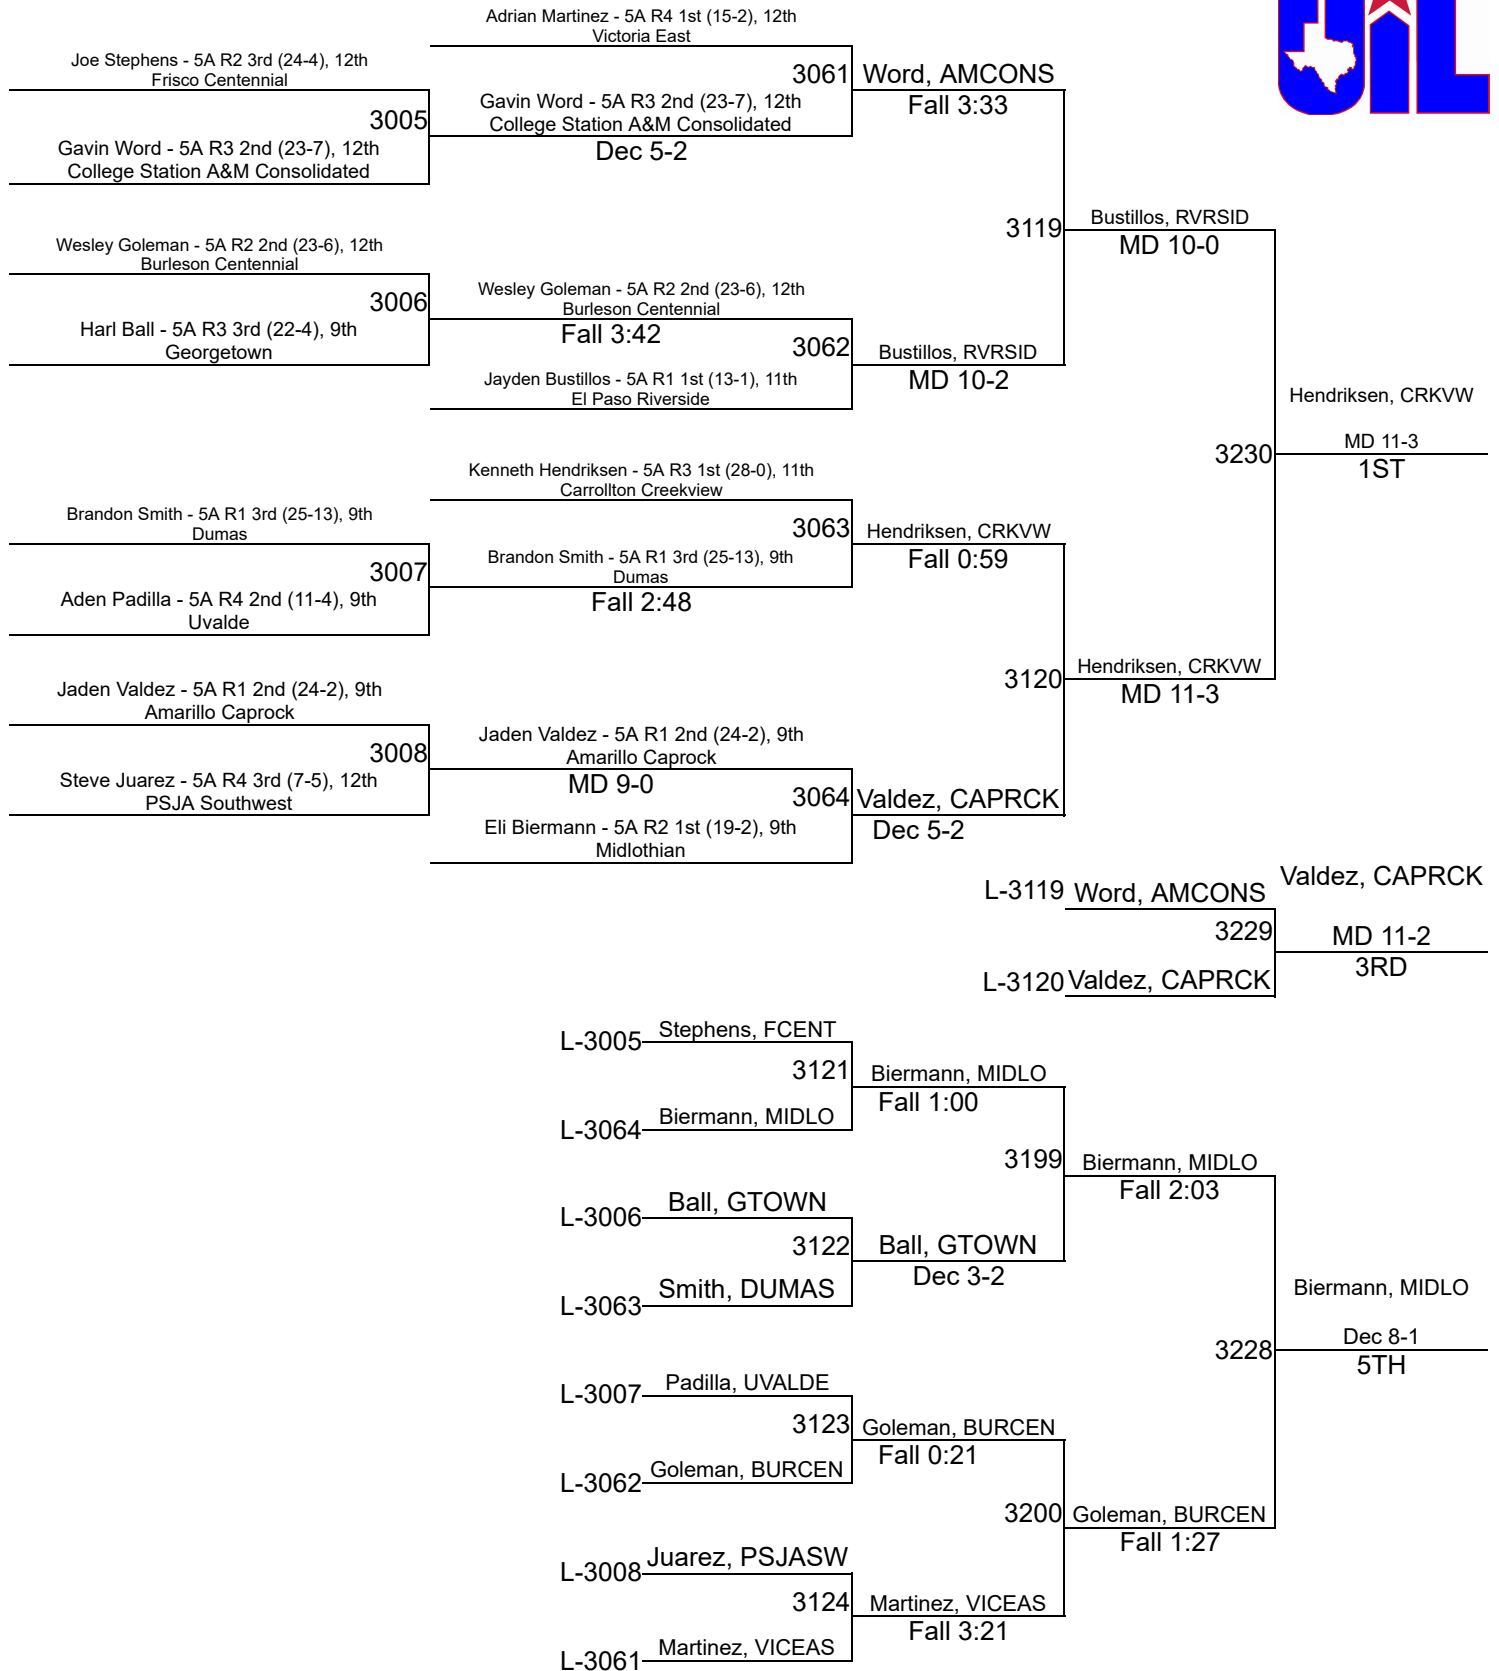 UIL
Adrian Martinez - 5A R4 1st (15-2), 12th
Victoria East
Joe Stephens - 5A R2 3rd (24-4), 12th
Frisco Centennial
3061
Word, AMCONS
Fall 3:33
3005
Gavin Word - 5A R3 2nd (23-7), 12th
College Station A&M Consolidated
Dec 5-2
Gavin Word - 5A R3 2nd (23-7), 12th
College Station A&M Consolidated
3119
Bustillos, RVRSID
MD 10-0
Wesley Goleman - 5A R2 2nd (23-6), 12th
Burleson Centennial
3006
Wesley Goleman - 5A R2 2nd (23-6), 12th
Burleson Centennial
Fall 3:42
Harl Ball - 5A R3 3rd (22-4), 9th
Georgetown
3062
Bustillos, RVRSID
MD 10-2
Jayden Bustillos - 5A R1 1st (13-1), 11th
El Paso Riverside
Hendriksen, CRKVW
3230
MD 11-3
1ST
Kenneth Hendriksen - 5A R3 1st (28-0), 11th
Carrollton Creekview
Brandon Smith - 5A R1 3rd (25-13), 9th
Dumas
3063
Hendriksen, CRKVW
Fall 0:59
3007
Brandon Smith - 5A R1 3rd (25-13), 9th
Dumas
Fall 2:48
Aden Padilla - 5A R4 2nd (11-4), 9th
Uvalde
3120
Hendriksen, CRKVW
MD 11-3
Jaden Valdez - 5A R1 2nd (24-2), 9th
Amarillo Caprock
3008
Jaden Valdez - 5A R1 2nd (24-2), 9th
Amarillo Caprock
MD 9-0
Steve Juarez - 5A R4 3rd (7-5), 12th
PSJA Southwest
3064
Valdez, CAPRCK
Dec 5-2
Eli Biermann - 5A R2 1st (19-2), 9th
Midlothian
L-3119 Word, AMCONS
Valdez, CAPRCK
3229
MD 11-2
3RD
L-3120 Valdez, CAPRCK
L-3005 Stephens, FCENT
3121
Biermann, MIDLO
Fall 1:00
L-3064 Biermann, MIDLO
3199
Biermann, MIDLO
Fall 2:03
L-3006 Ball, GTOWN
3122
Ball, GTOWN
Dec 3-2
L-3063 Smith, DUMAS
Biermann, MIDLO
3228
Dec 8-1
5TH
L-3007 Padilla, UVALDE
3123
Goleman, BURCEN
Fall 0:21
L-3062 Goleman, BURCEN
3200
Goleman, BURCEN
Fall 1:27
L-3008 Juarez, PSJASW
3124
Martinez, VICEAS
Fall 3:21
L-3061 Martinez, VICEAS